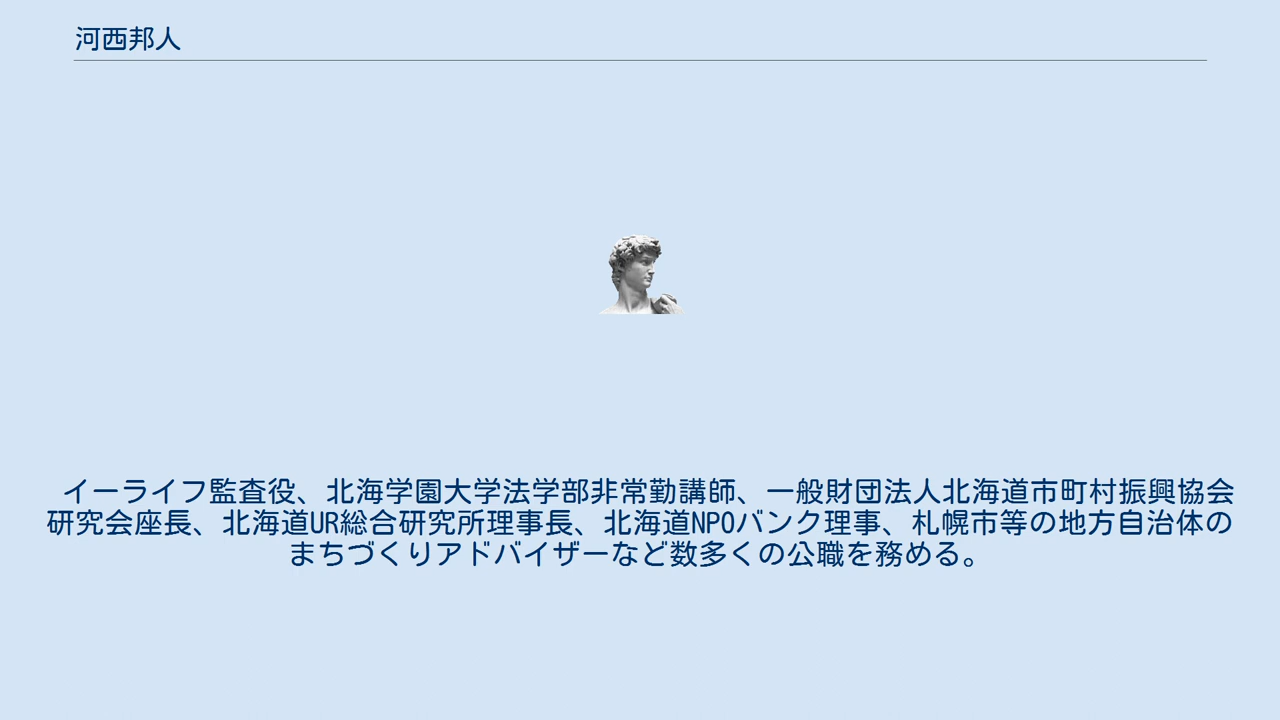 河西邦人
イーライフ監査役、北海学園大学法学部非常勤講師、一般財団法人北海道市町村振興協会
研究会座長、北海道UR総合研究所理事長、北海道NPOバンク理事、札幌市等の地方自治体の
まちづくりアドバイザーなど数多くの公職を務める。